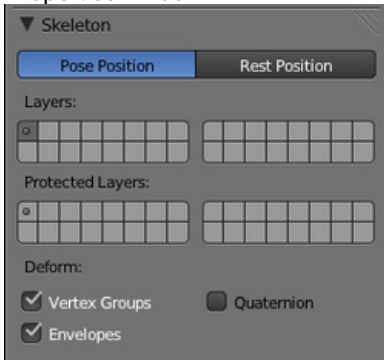 Skeleton
Pose Position Rest Position
Layers:
Protected Layers:
Deform:
Vertex Groups Quaternion
Envelopes